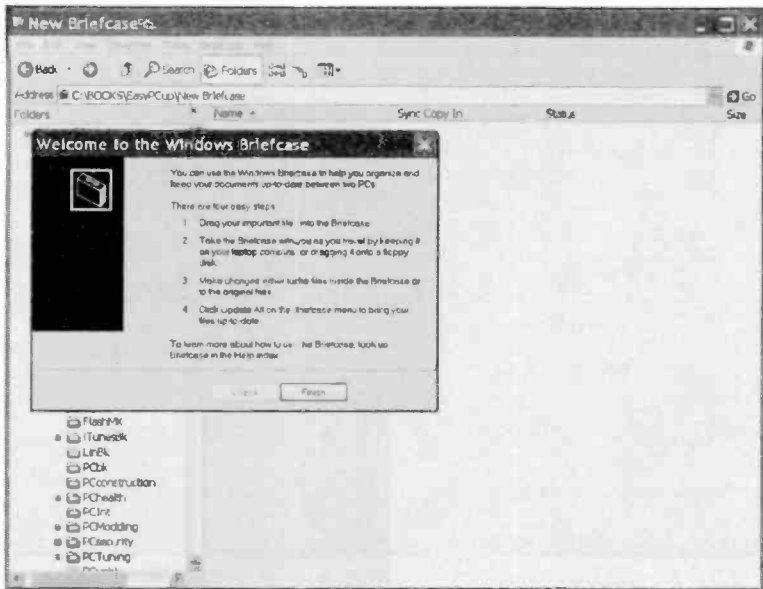 New Briefcase
Back Search Folders
Address C:\BOOKS\EasyPCup\New Briefcase Go
Folders Name Sync Copy In Status Size
Welcome to the Windows Briefcase
You can use the Windows Briefcase to help you organize and
keep your documents up-to-date between two PCs.
There are four easy steps
1 Drag your important file into the Briefcase
2 Take the Briefcase with you as you travel by keeping it
on your laptop or dragging it onto a floppy
disk.
3 Make changes either to the files inside the Briefcase or
to the original files
4 Click Update All on the Briefcase menu to bring your
files up-to-date
To learn more about how to the Briefcase, look up
Briefcase in the Help index
Finish
FlashMX
iTunesBk
LinBk
PCbk
PCconstruction
PChealth
PCInt
PCModding
PCsecurity
PCTuning